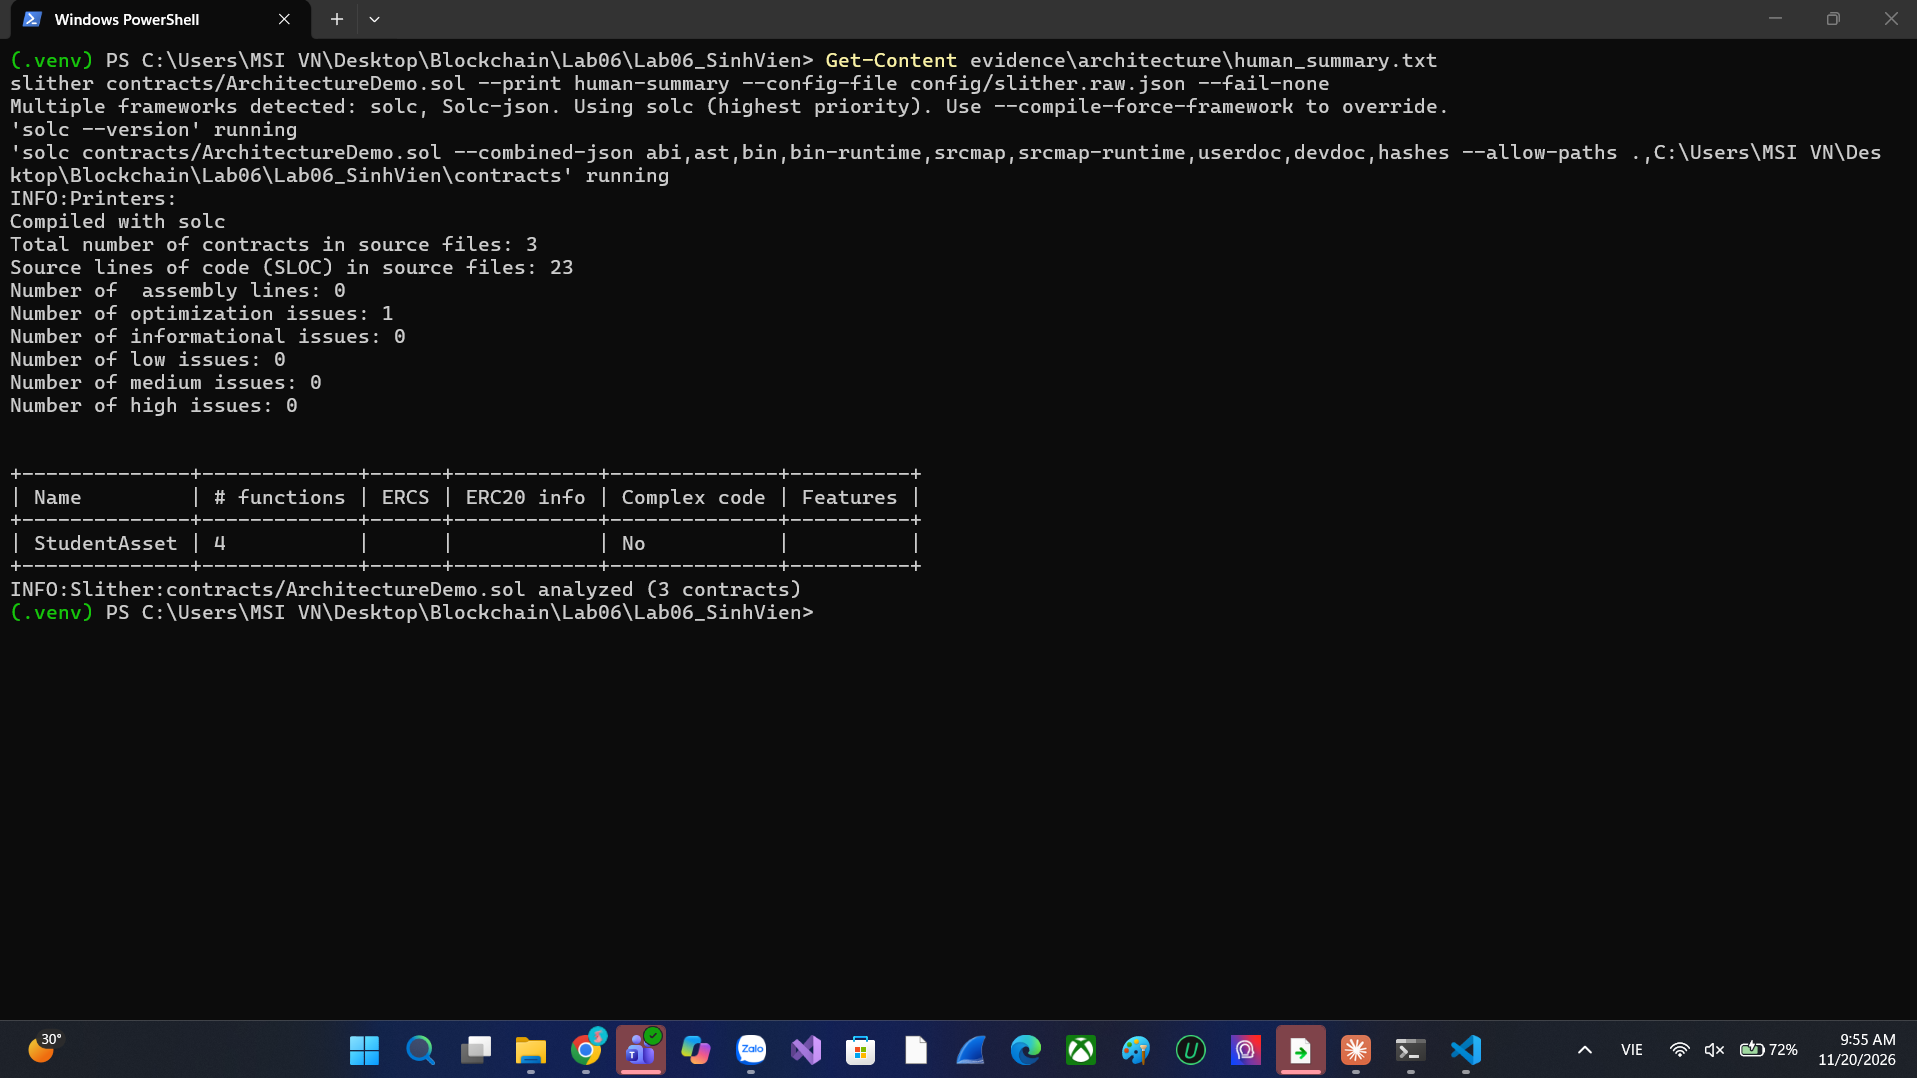 Windows PowerShell
(.venv) PS C:\Users\MSI VN\Desktop\Blockchain\Lab06\Lab06_SinhVien> Get-Content evidence\architecture\human_summary.txt
slither contracts/ArchitectureDemo.sol --print human-summary --config-file config/slither.raw.json --fail-none
Multiple frameworks detected: solc, Solc-json. Using solc (highest priority). Use --compile-force-framework to override.
'solc --version' running
'solc contracts/ArchitectureDemo.sol --combined-json abi,ast,bin,bin-runtime,srcmap,srcmap-runtime,userdoc,devdoc,hashes --allow-paths .,C:\Users\MSI VN\Des
ktop\Blockchain\Lab06\Lab06_SinhVien\contracts' running
INFO:Printers:
Compiled with solc
Total number of contracts in source files: 3
Source lines of code (SLOC) in source files: 23
Number of  assembly lines: 0
Number of optimization issues: 1
Number of informational issues: 0
Number of low issues: 0
Number of medium issues: 0
Number of high issues: 0
+--------------+-------------+------+------------+--------------+----------+
| Name         | # functions | ERCS | ERC20 info | Complex code | Features |
+--------------+-------------+------+------------+--------------+----------+
| StudentAsset | 4           |      |            | No           |          |
+--------------+-------------+------+------------+--------------+----------+
INFO:Slither:contracts/ArchitectureDemo.sol analyzed (3 contracts)
(.venv) PS C:\Users\MSI VN\Desktop\Blockchain\Lab06\Lab06_SinhVien>
30°
Zalo
VIE
72%
9:55 AM
11/20/2026